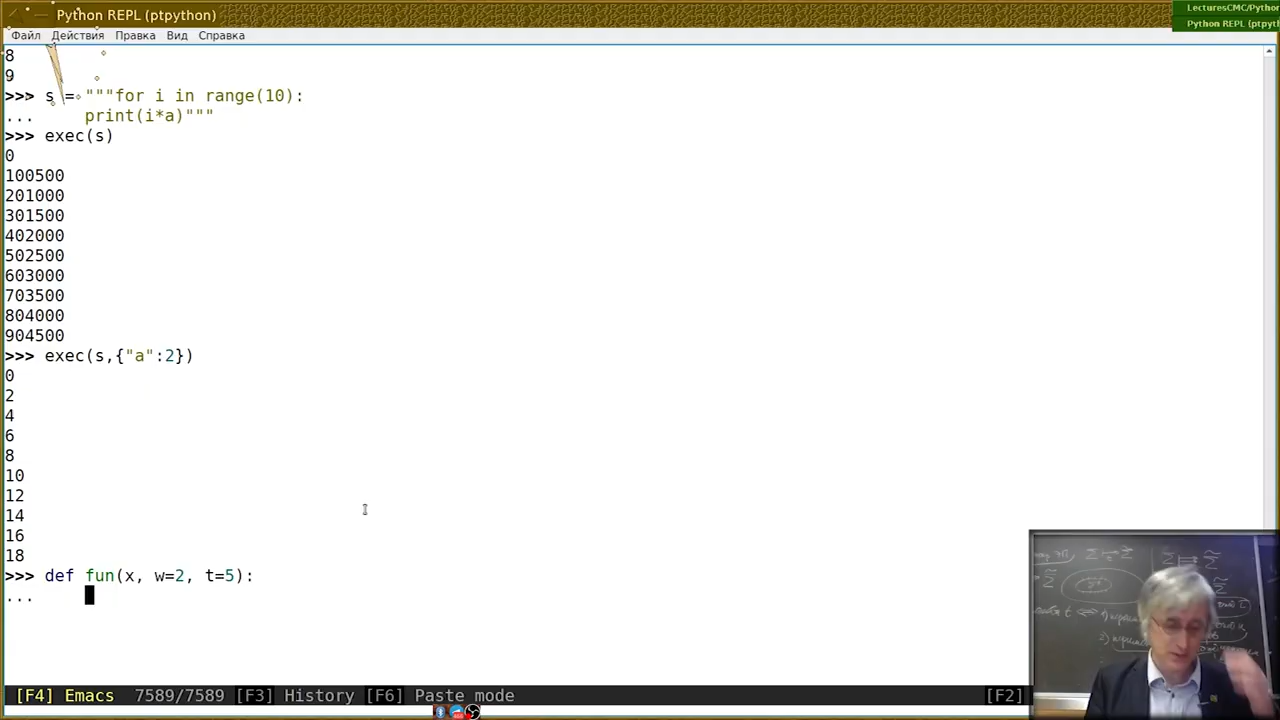 Python REPL (ptpython)
LecturesCMC/Python
Python REPL (ptpyt
Файл Действия Правка Вид Справка
8
9
>>> s = """for i in range(10):
... print(i*a)"""
>>> exec(s)
0
100500
201000
301500
402000
502500
603000
703500
804000
904500
>>> exec(s,{"a":2})
0
2
4
6
8
10
12
14
16
18
>>> def fun(x, w=2, t=5):
...
[F4] Emacs 7589/7589 [F3] History [F6] Paste mode [F2]